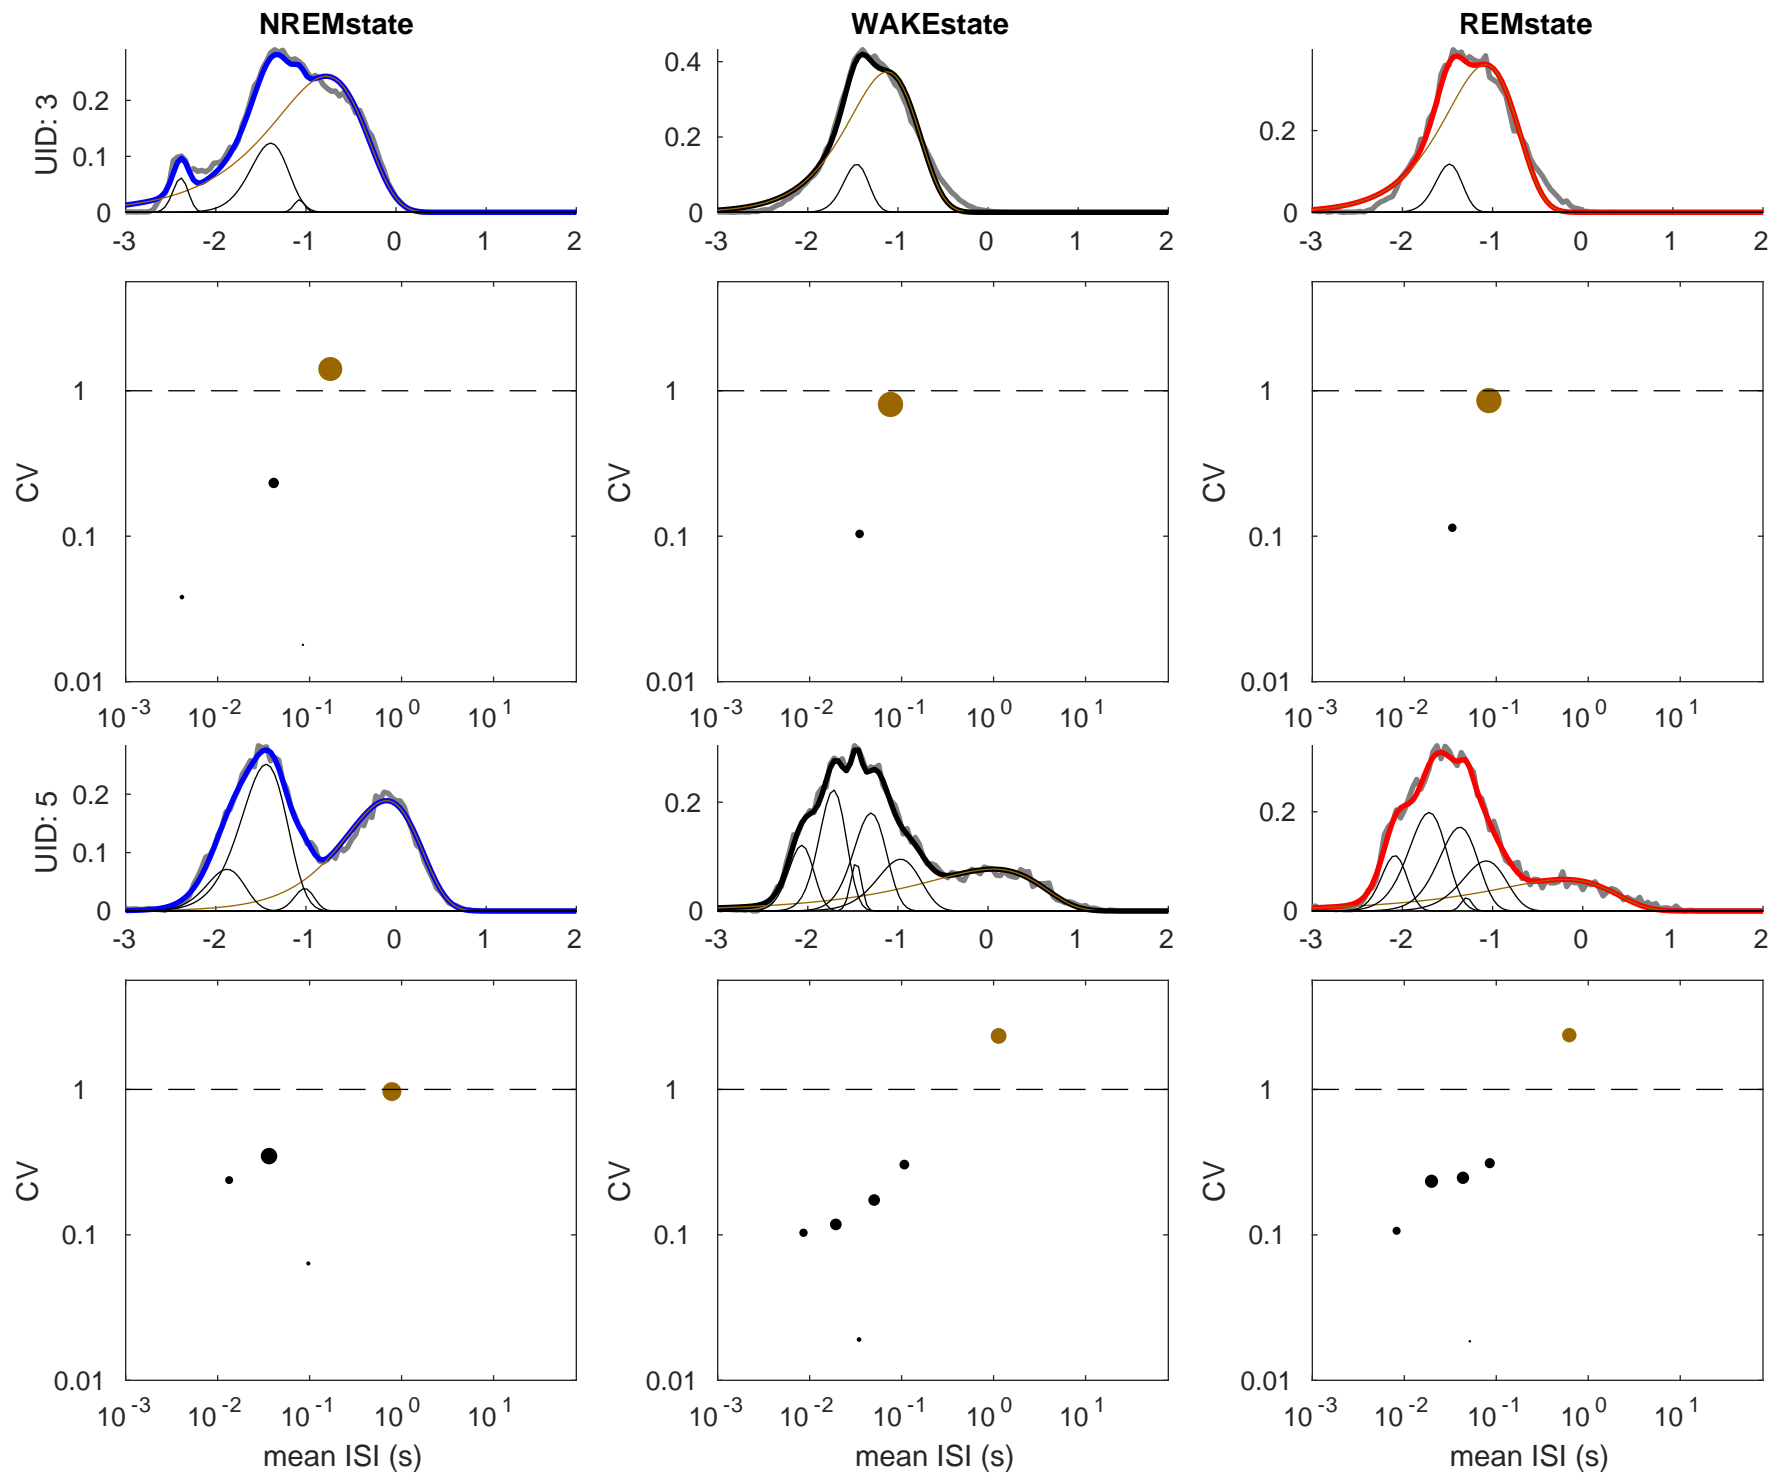 NREMstate WAKEstate REMstate
UID: 3
0.2 0.4
0.1 0.2 0.2
0 0 0
-3 -2 -1 0 1 2 -3 -2 -1 0 1 2 -3 -2 -1 0 1 2
1 1 1
CV CV CV
0.1 0.1 0.1
0.01 0.01 0.01
10^-3 10^-2 10^-1 10^0 10^1 10^-3 10^-2 10^-1 10^0 10^1 10^-3 10^-2 10^-1 10^0 10^1
UID: 5
0.2 0.2 0.2
0.1
0 0 0
-3 -2 -1 0 1 2 -3 -2 -1 0 1 2 -3 -2 -1 0 1 2
1 1 1
CV CV CV
0.1 0.1 0.1
0.01 0.01 0.01
10^-3 10^-2 10^-1 10^0 10^1 10^-3 10^-2 10^-1 10^0 10^1 10^-3 10^-2 10^-1 10^0 10^1
mean ISI (s) mean ISI (s) mean ISI (s)